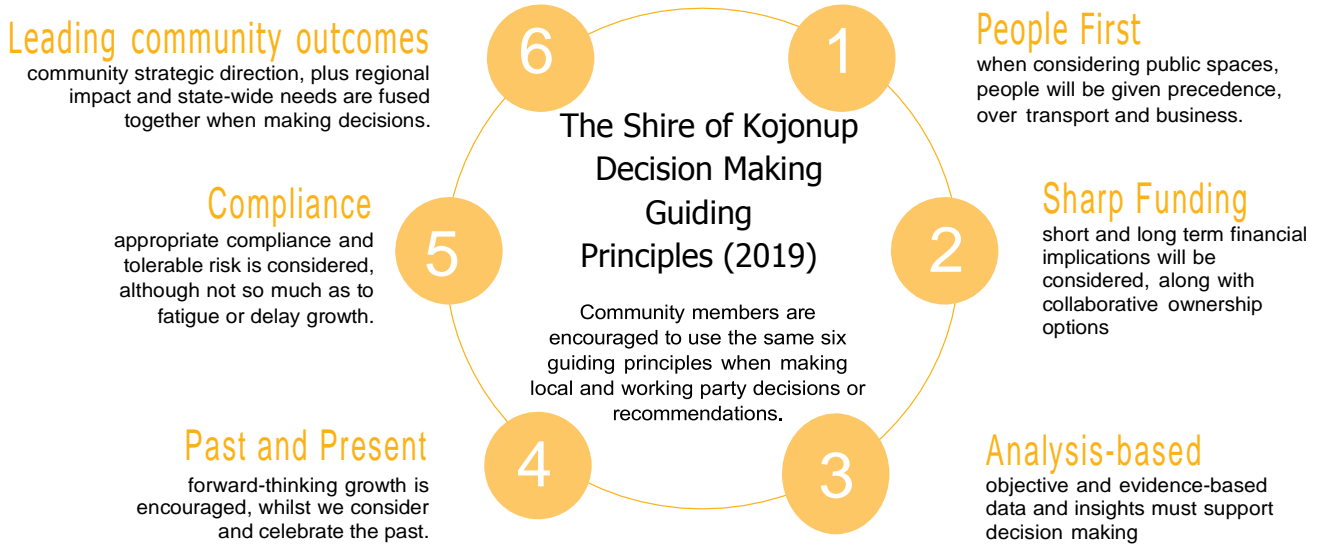 The Shire of Kojonup
Decision Making
Guiding
Principles (2019)
Community members are
encouraged to use the same six
guiding principles when making
local and working party decisions or
recommendations.
1
People First
when considering public spaces,
people will be given precedence,
over transport and business.
2
Sharp Funding
short and long term financial
implications will be
considered, along with
collaborative ownership
options
3
Analysis-based
objective and evidence-based
data and insights must support
decision making
4
Past and Present
forward-thinking growth is
encouraged, whilst we consider
and celebrate the past.
5
Compliance
appropriate compliance and
tolerable risk is considered,
although not so much as to
fatigue or delay growth.
6
Leading community outcomes
community strategic direction, plus regional
impact and state-wide needs are fused
together when making decisions.